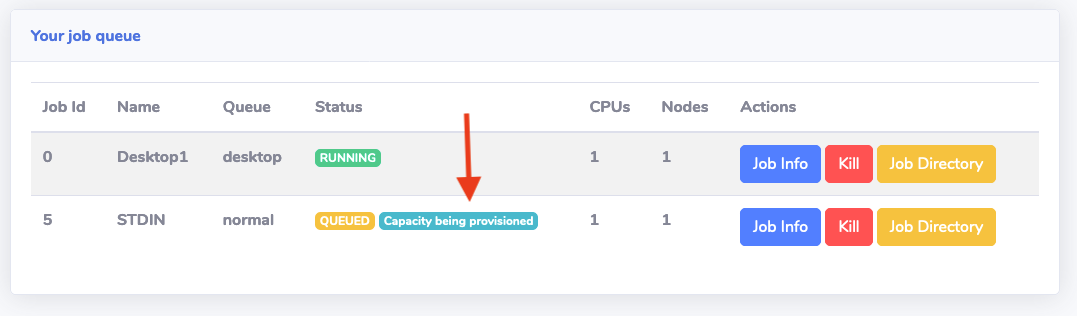 Your job queue
Job Id Name Queue Status CPUs Nodes Actions
0 Desktop1 desktop RUNNING 1 1 Job Info Kill Job Directory
5 STDIN normal QUEUED Capacity being provisioned 1 1 Job Info Kill Job Directory